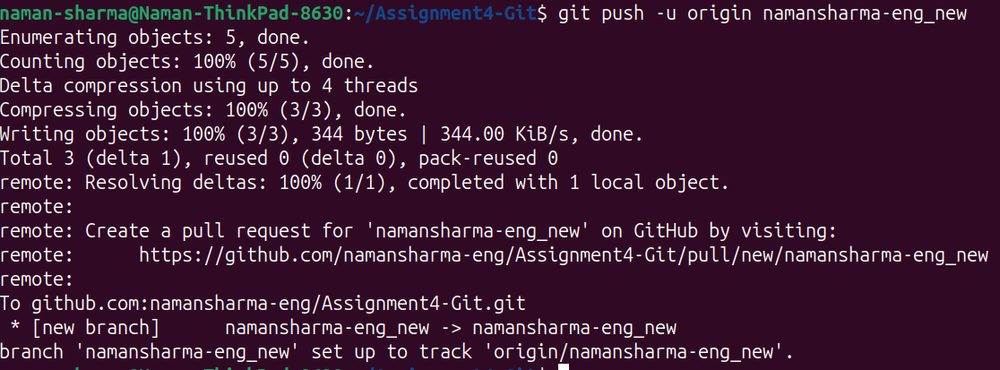 naman-sharma@Naman-ThinkPad-8630:~/Assignment4-Git$ git push -u origin namansharma-eng_new
Enumerating objects: 5, done.
Counting objects: 100% (5/5), done.
Delta compression using up to 4 threads
Compressing objects: 100% (3/3), done.
Writing objects: 100% (3/3), 344 bytes | 344.00 KiB/s, done.
Total 3 (delta 1), reused 0 (delta 0), pack-reused 0
remote: Resolving deltas: 100% (1/1), completed with 1 local object.
remote:
remote: Create a pull request for 'namansharma-eng_new' on GitHub by visiting:
remote:      https://github.com/namansharma-eng/Assignment4-Git/pull/new/namansharma-eng_new
remote:
To github.com:namansharma-eng/Assignment4-Git.git
 * [new branch]      namansharma-eng_new -> namansharma-eng_new
branch 'namansharma-eng_new' set up to track 'origin/namansharma-eng_new'.